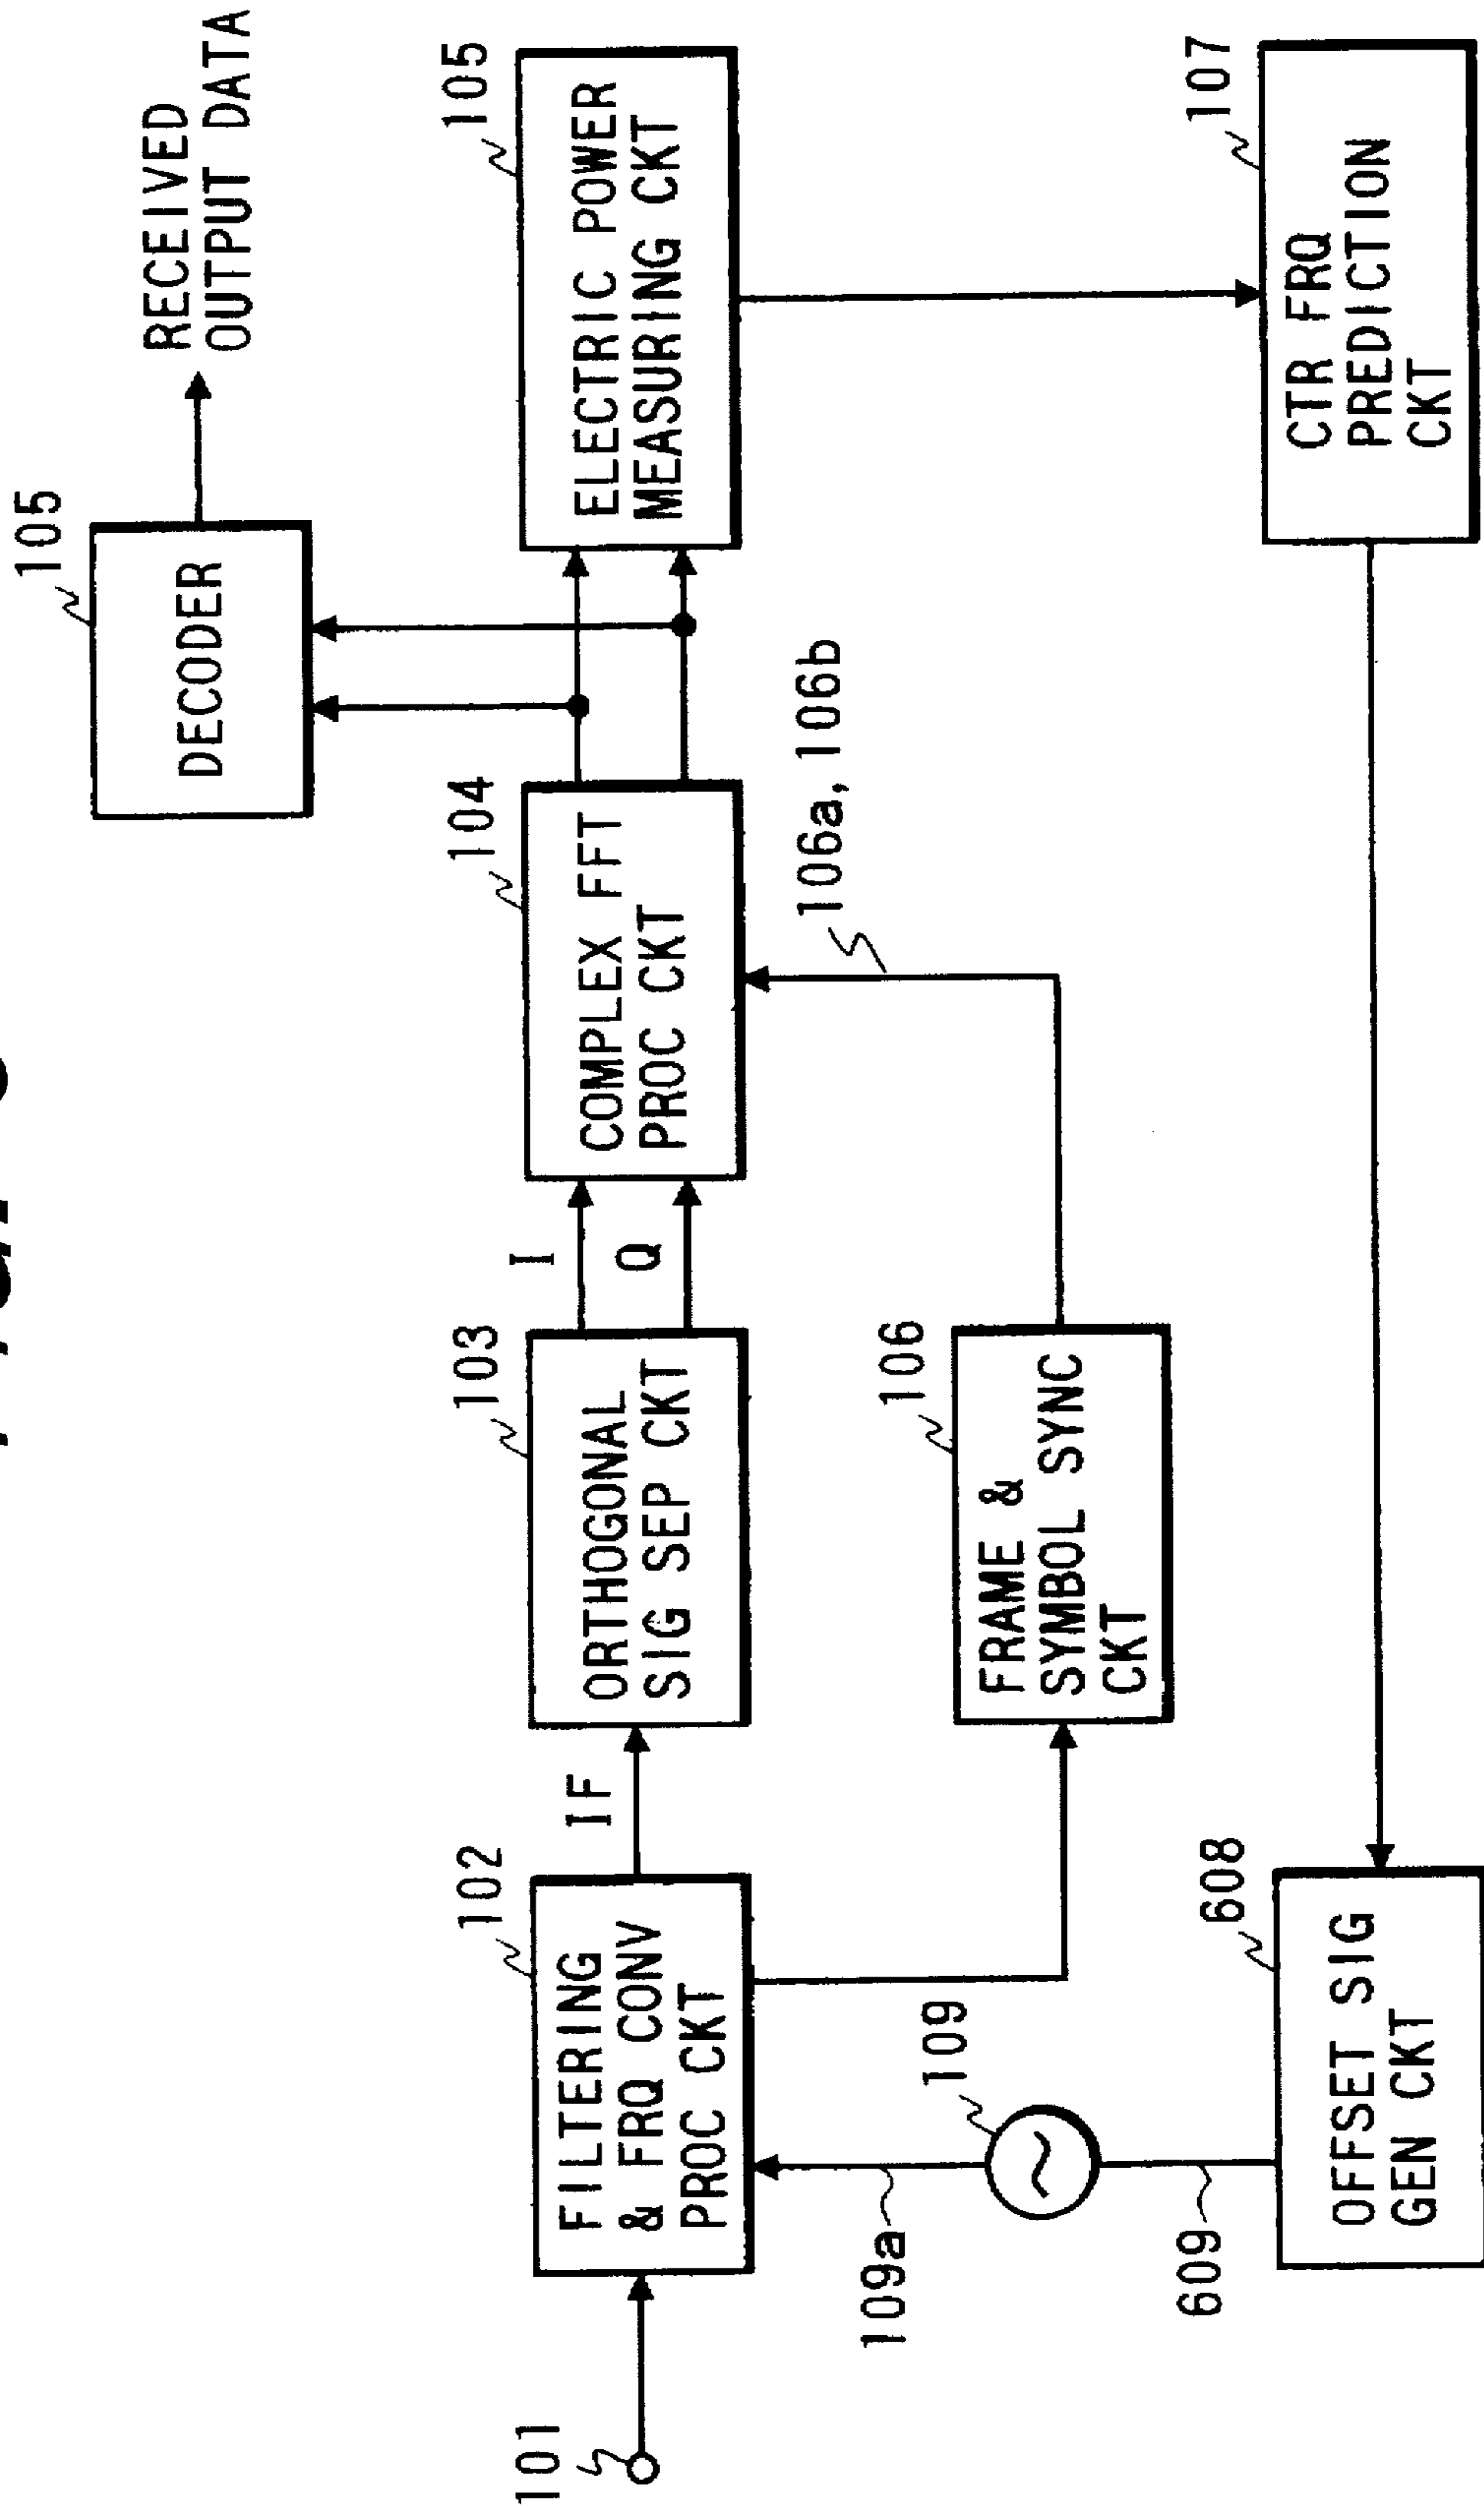 105
DECODER
RECEIVED
OUTPUT DATA
101
102
FILTERING
& FRQ CONV
PROC CKT
IF
103
ORTHOGONAL
SIG SEP CKT
I
Q
104
COMPLEX FFT
PROC CKT
105
ELECTRIC POWER
MEASURING CKT
106a, 106b
109a
109
106
FRAME &
SYMBOL SYNC
CKT
609
608
OFFSET SIG
GEN CKT
107
CTR FRQ
PREDICTION
CKT